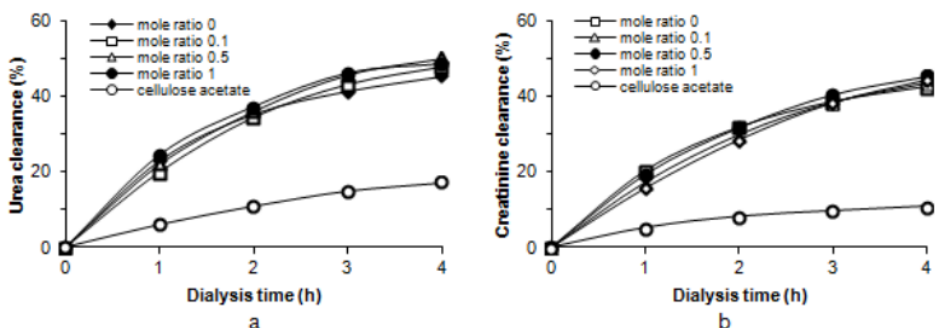 60
40
20
0
Urea clearance (%)
mole ratio 0
mole ratio 0.1
mole ratio 0.5
mole ratio 1
cellulose acetate
0 1 2 3 4
Dialysis time (h)
a
60
40
20
0
Creatinine clearance (%)
mole ratio 0
mole ratio 0.1
mole ratio 0.5
mole ratio 1
cellulose acetate
0 1 2 3 4
Dialysis time (h)
b